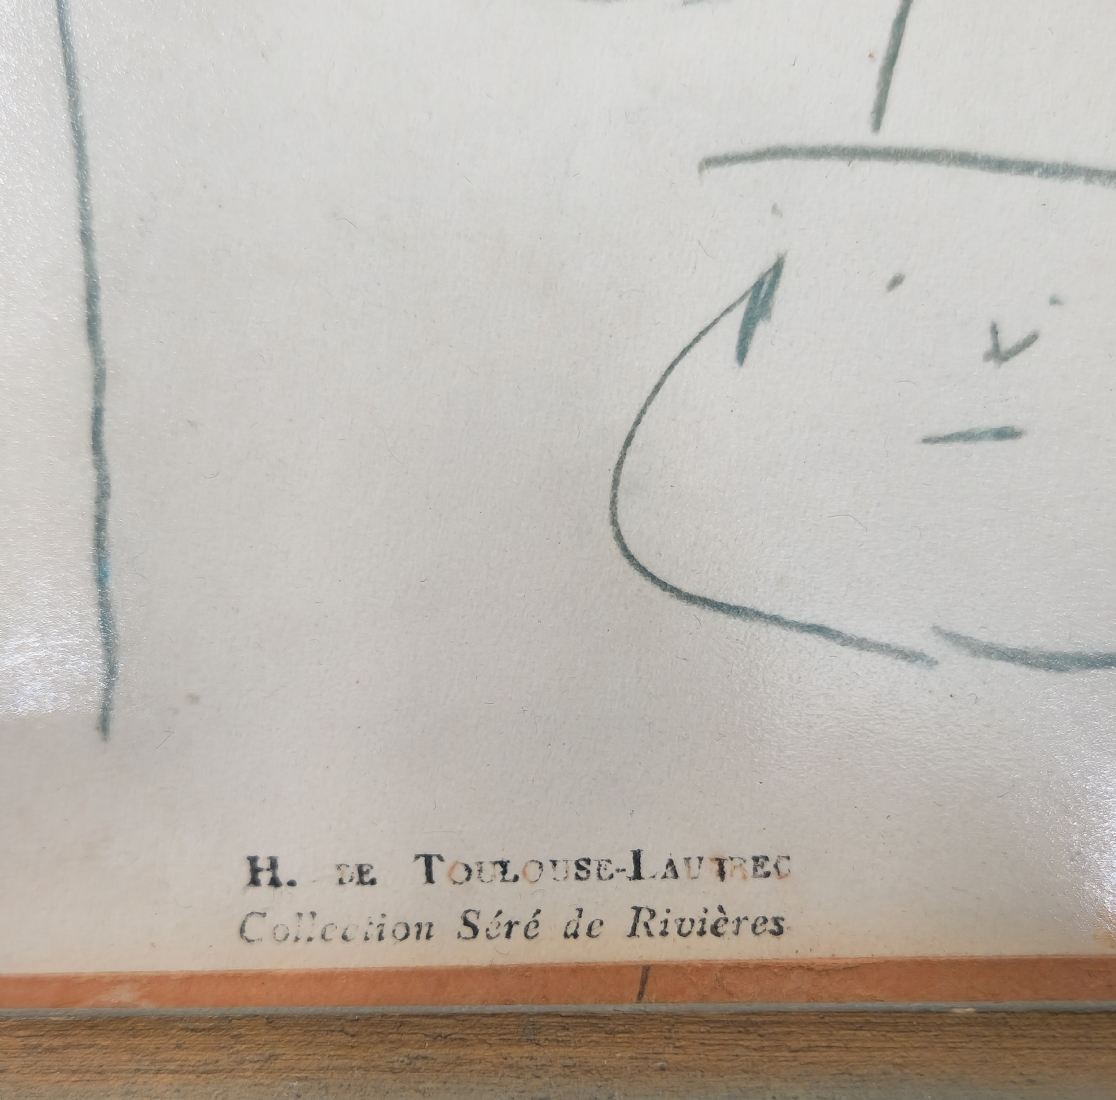 H. DE TOULOUSE-LAUTREC
Collection Séré de Rivières